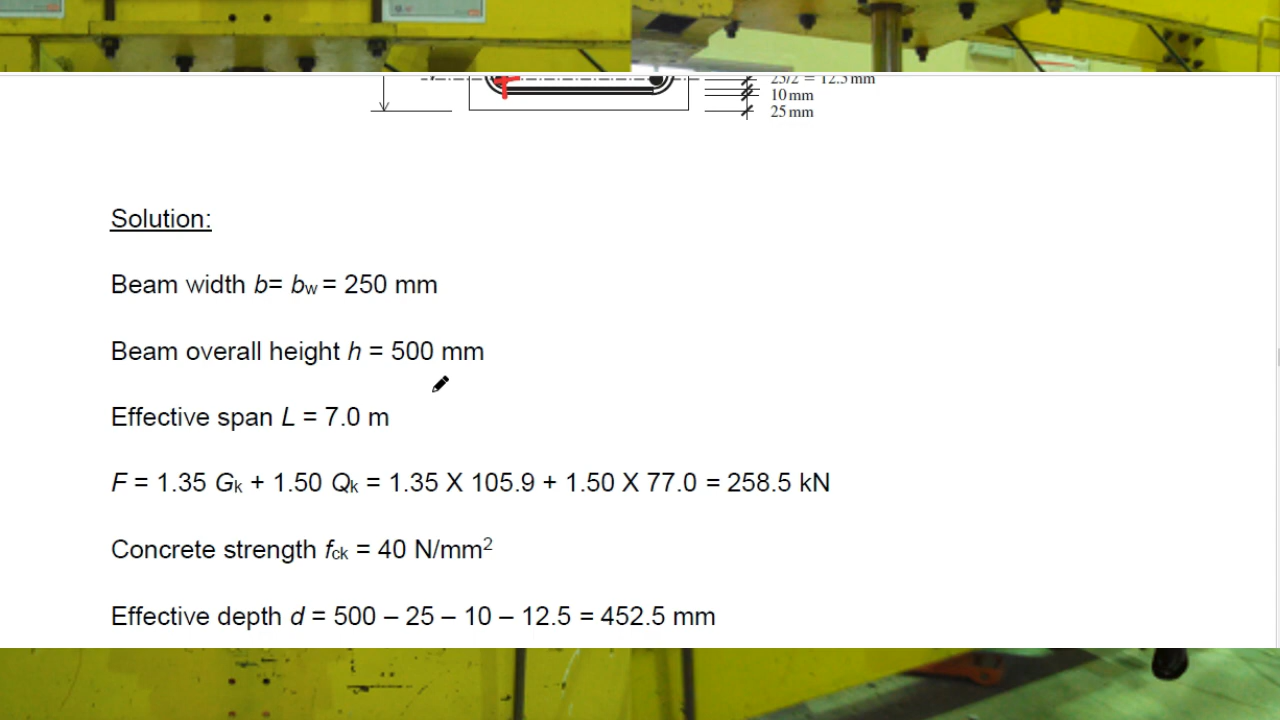 25/2 = 12.5 mm
10 mm
25 mm
Solution:
Beam width b= bw = 250 mm
Beam overall height h = 500 mm
Effective span L = 7.0 m
F = 1.35 Gk + 1.50 Qk = 1.35 X 105.9 + 1.50 X 77.0 = 258.5 kN
Concrete strength fck = 40 N/mm²
Effective depth d = 500 – 25 – 10 – 12.5 = 452.5 mm